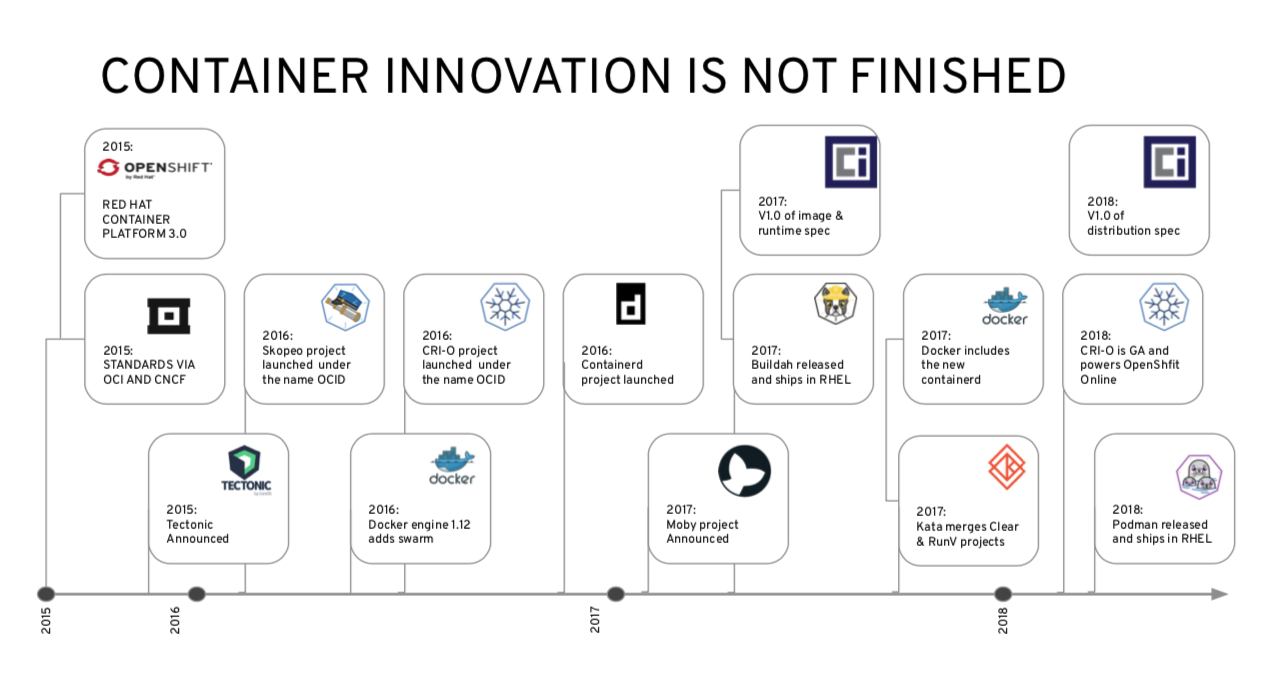 CONTAINER INNOVATION IS NOT FINISHED
2015:
OPENSHIFT
by Red Hat
RED HAT
CONTAINER
PLATFORM 3.0
Ci
2017:
V1.0 of image &
runtime spec
Ci
2018:
V1.0 of
distribution spec
2015:
STANDARDS VIA
OCI AND CNCF
2016:
Skopeo project
launched under
the name OCID
2016:
CRI-O project
launched under
the name OCID
d
2016:
Containerd
project launched
2017:
Buildah released
and ships in RHEL
docker
2017:
Docker includes
the new
containerd
2018:
CRI-O is GA and
powers OpenShfit
Online
TECTONIC
2015:
Tectonic
Announced
docker
2016:
Docker engine 1.12
adds swarm
2017:
Moby project
Announced
2017:
Kata merges Clear
& RunV projects
2018:
Podman released
and ships in RHEL
2015
2016
2017
2018